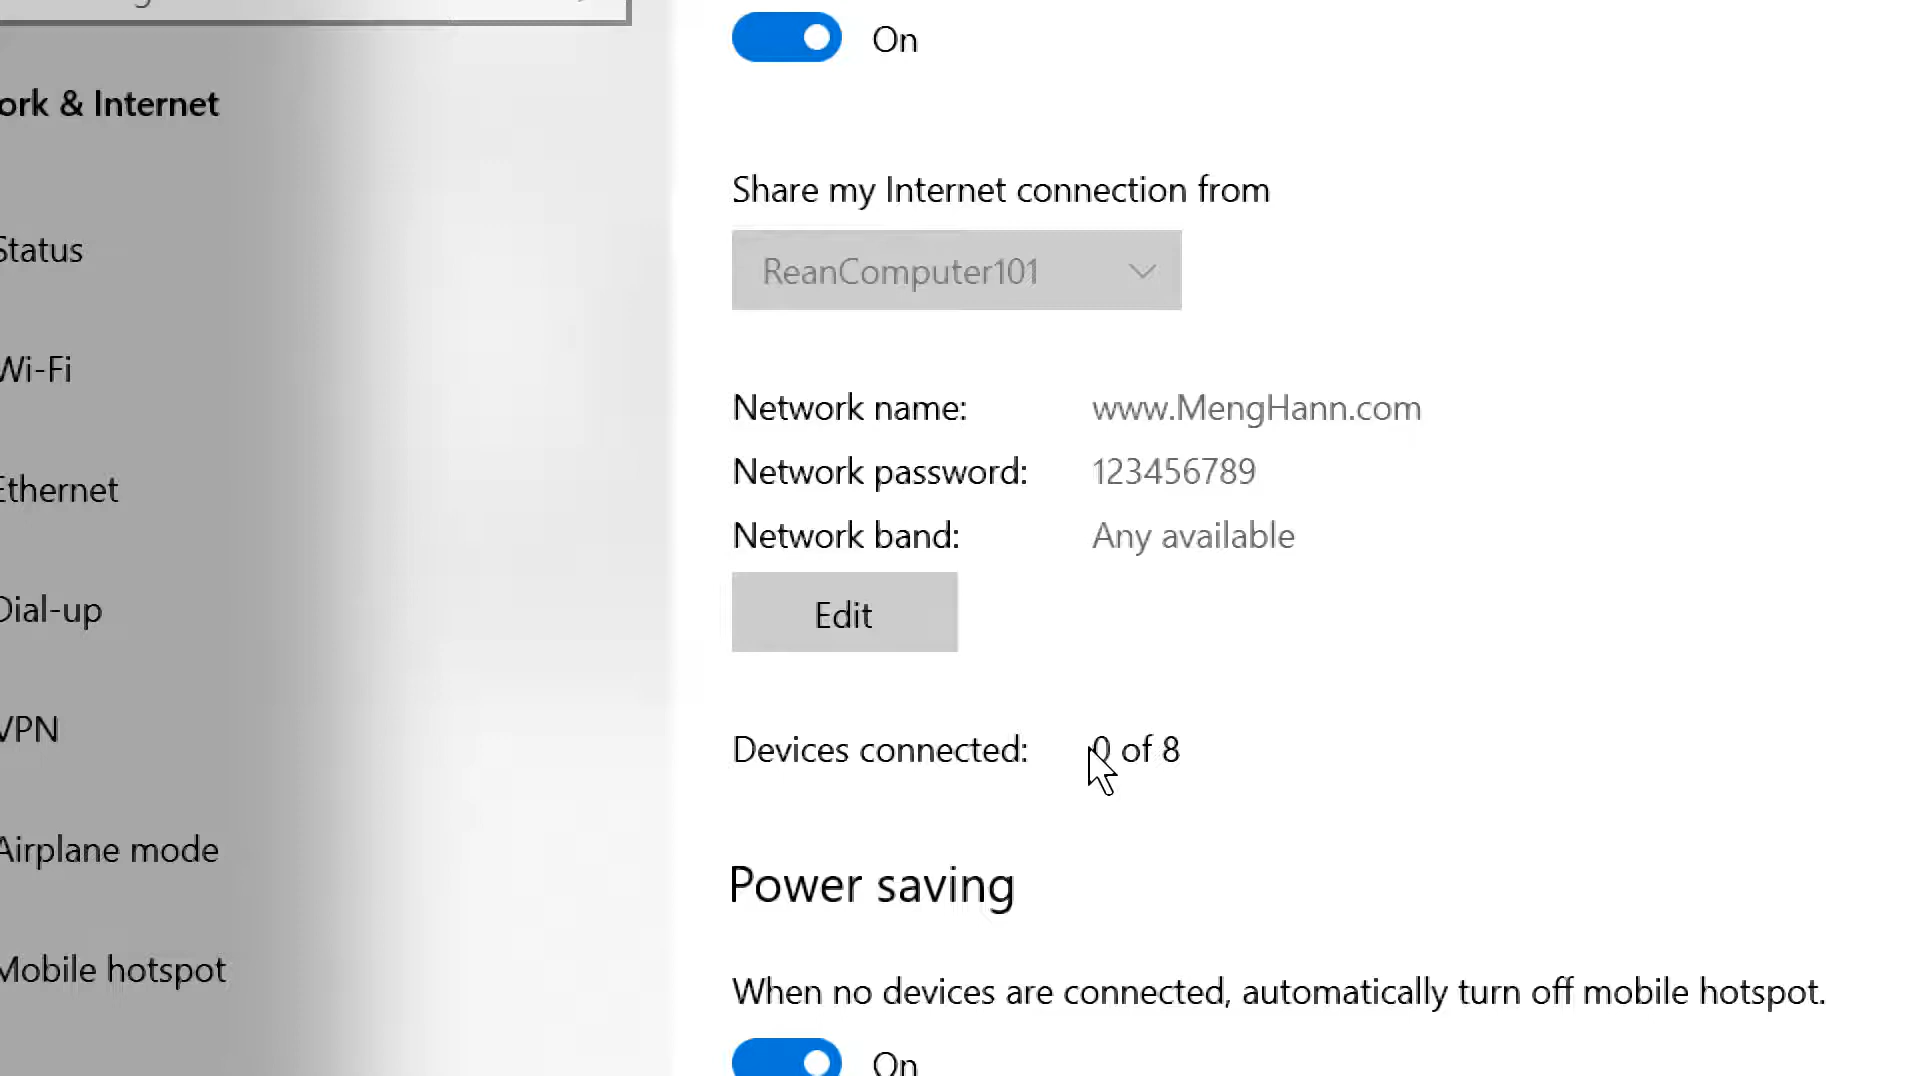 On
ork & Internet
Share my Internet connection from
Status
ReanComputer101
Wi-Fi
Network name: www.MengHann.com
Network password: 123456789
Ethernet
Network band: Any available
Dial-up
Edit
VPN
Devices connected: 0 of 8
Airplane mode
Power saving
Mobile hotspot
When no devices are connected, automatically turn off mobile hotspot.
On